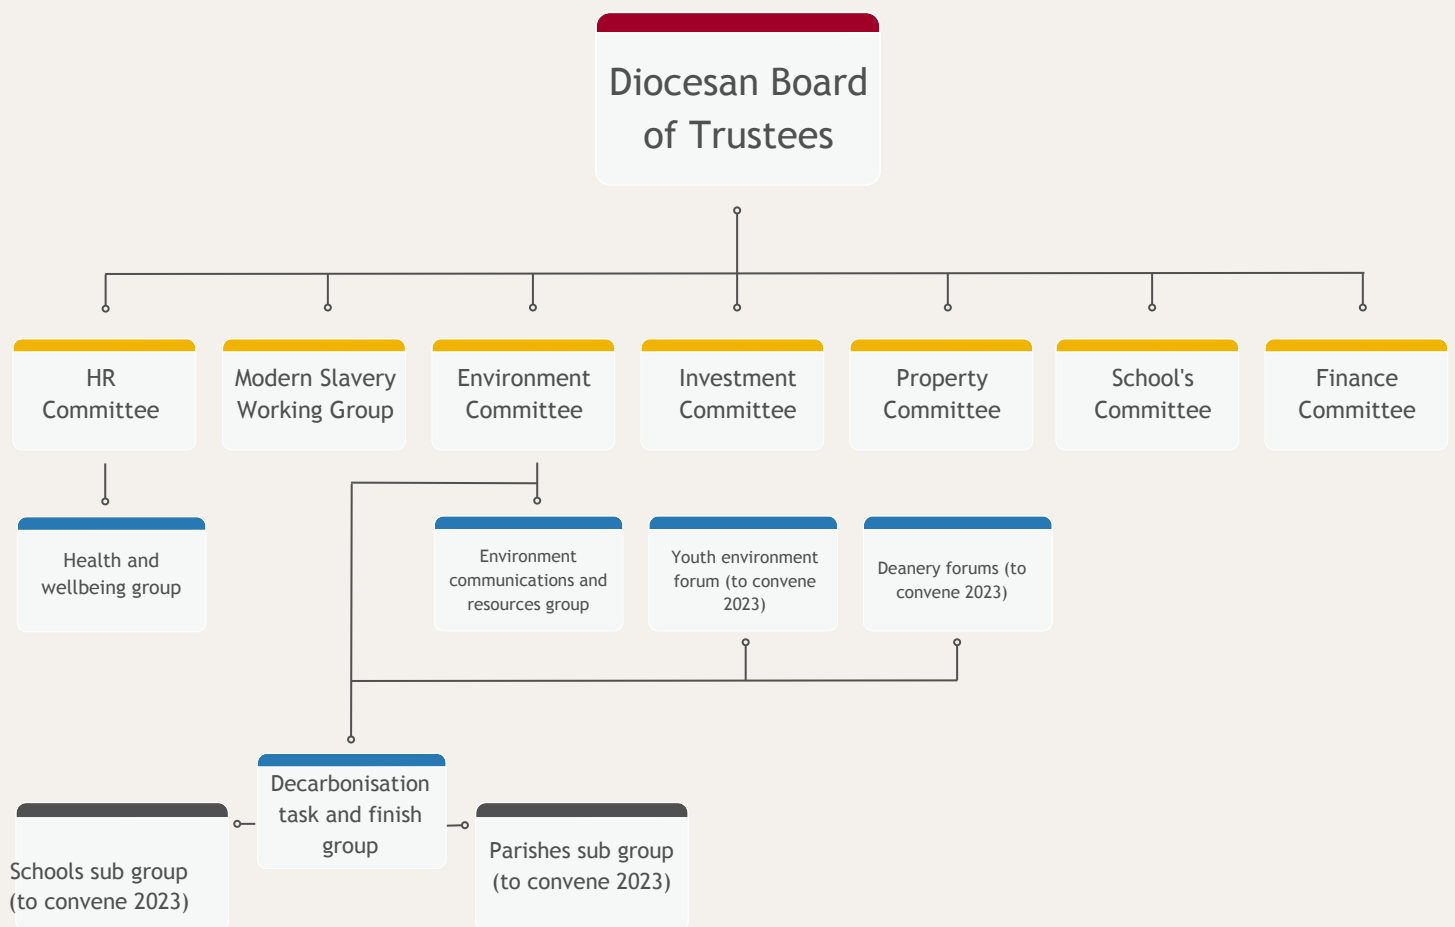 Diocesan Board
of Trustees
HR
Committee
Modern Slavery
Working Group
Environment
Committee
Investment
Committee
Property
Committee
School's
Committee
Finance
Committee
Health and
wellbeing group
Environment
communications and
resources group
Youth environment
forum (to convene
2023)
Deanery forums (to
convene 2023)
Decarbonisation
task and finish
group
Schools sub group
(to convene 2023)
Parishes sub group
(to convene 2023)